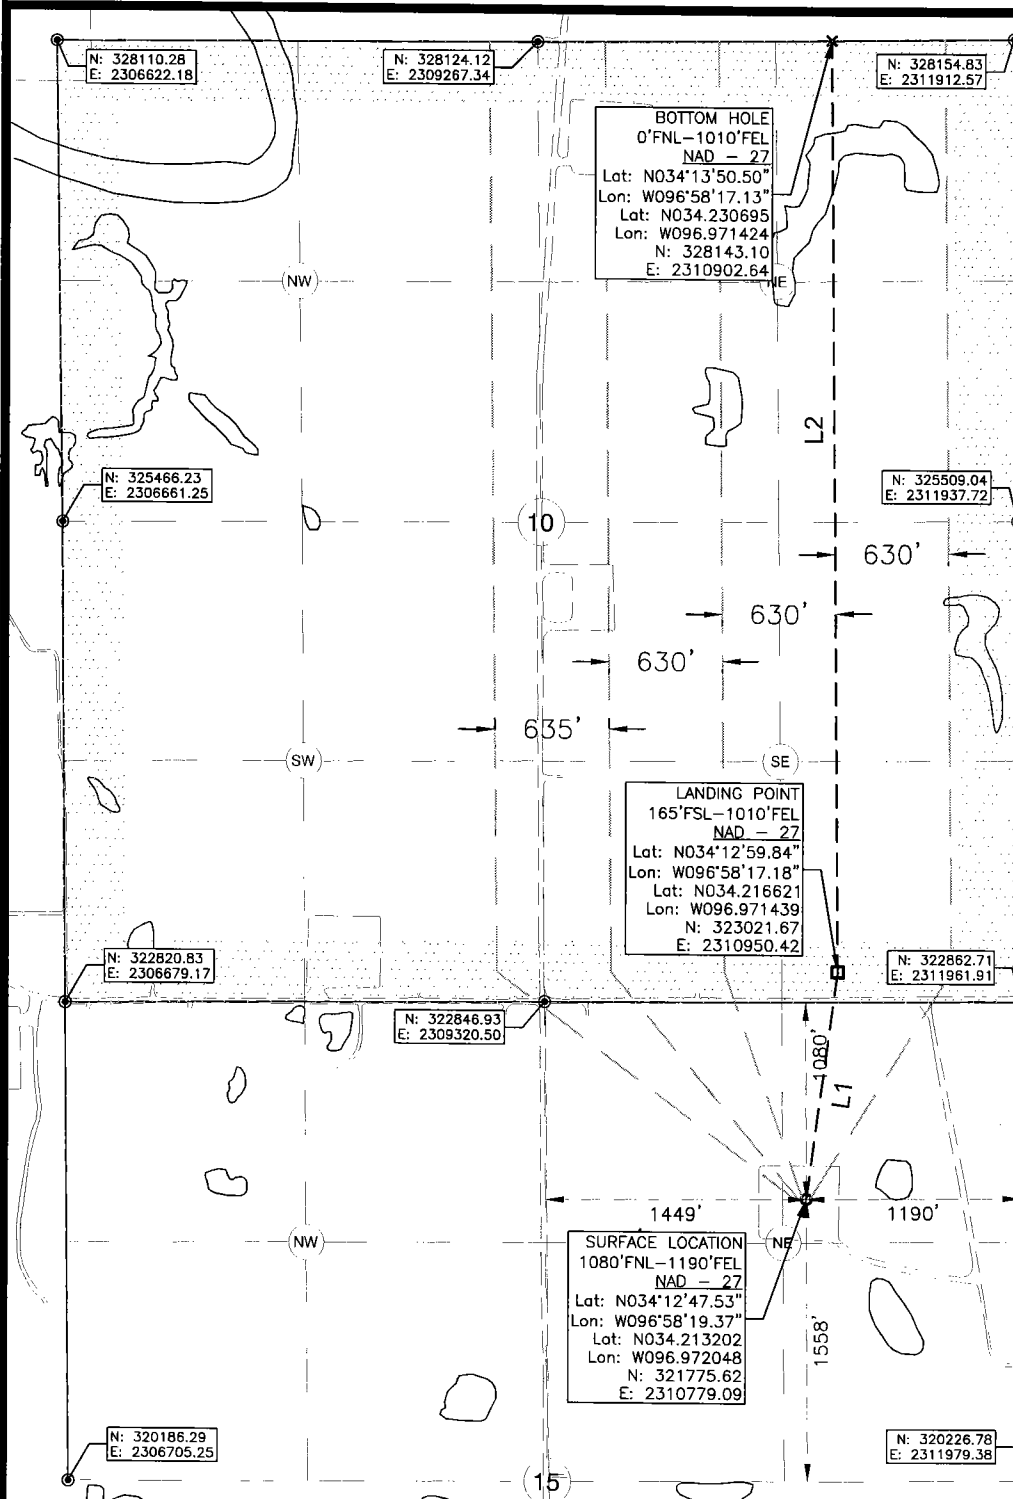 N: 328110.28
E: 2306622.18
N: 328124.12
E: 2309267.34
N: 328154.83
E: 2311912.57
BOTTOM HOLE
0'FNL-1010'FEL
NAD - 27
Lat: N034°13'50.50"
Lon: W096°58'17.13"
Lat: N034.230695
Lon: W096.971424
N: 328143.10
E: 2310902.64
NW
NE
L2
N: 325466.23
E: 2306661.25
N: 325509.04
E: 2311937.72
10
630'
630'
630'
635'
SW
SE
LANDING POINT
165'FSL-1010'FEL
NAD - 27
Lat: N034°12'59.84"
Lon: W096°58'17.18"
Lat: N034.216621
Lon: W096.971439
N: 323021.67
E: 2310950.42
N: 322820.83
E: 2306679.17
N: 322862.71
E: 2311961.91
N: 322846.93
E: 2309320.50
1080'
L1
1449'
1190'
NW
NE
SURFACE LOCATION
1080'FNL-1190'FEL
NAD - 27
Lat: N034°12'47.53"
Lon: W096°58'19.37"
Lat: N034.213202
Lon: W096.972048
N: 321775.62
E: 2310779.09
1558'
N: 320186.29
E: 2306705.25
N: 320226.78
E: 2311979.38
15